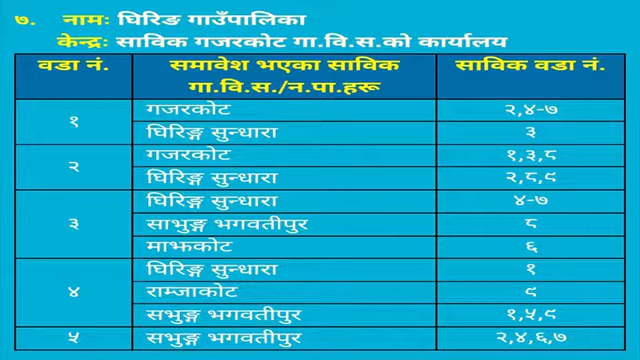 ७. नामः घिरिङ गाउँपालिका
केन्द्रः साविक गजरकोट गा.वि.स.को कार्यालय
वडा नं. समावेश भएका साविक गा.वि.स./न.पा.हरू साविक वडा नं.
१ गजरकोट २,४-७
घिरिङ्ग सुन्धारा ३
२ गजरकोट १,३,८
घिरिङ्ग सुन्धारा २,८,९
३ घिरिङ्ग सुन्धारा ४-७
साभुङ्ग भगवतीपुर ८
माझकोट ६
४ घिरिङ्ग सुन्धारा १
राम्जाकोट ९
सभुङ्ग भगवतीपुर १,५,९
५ सभुङ्ग भगवतीपुर २,४,६,७